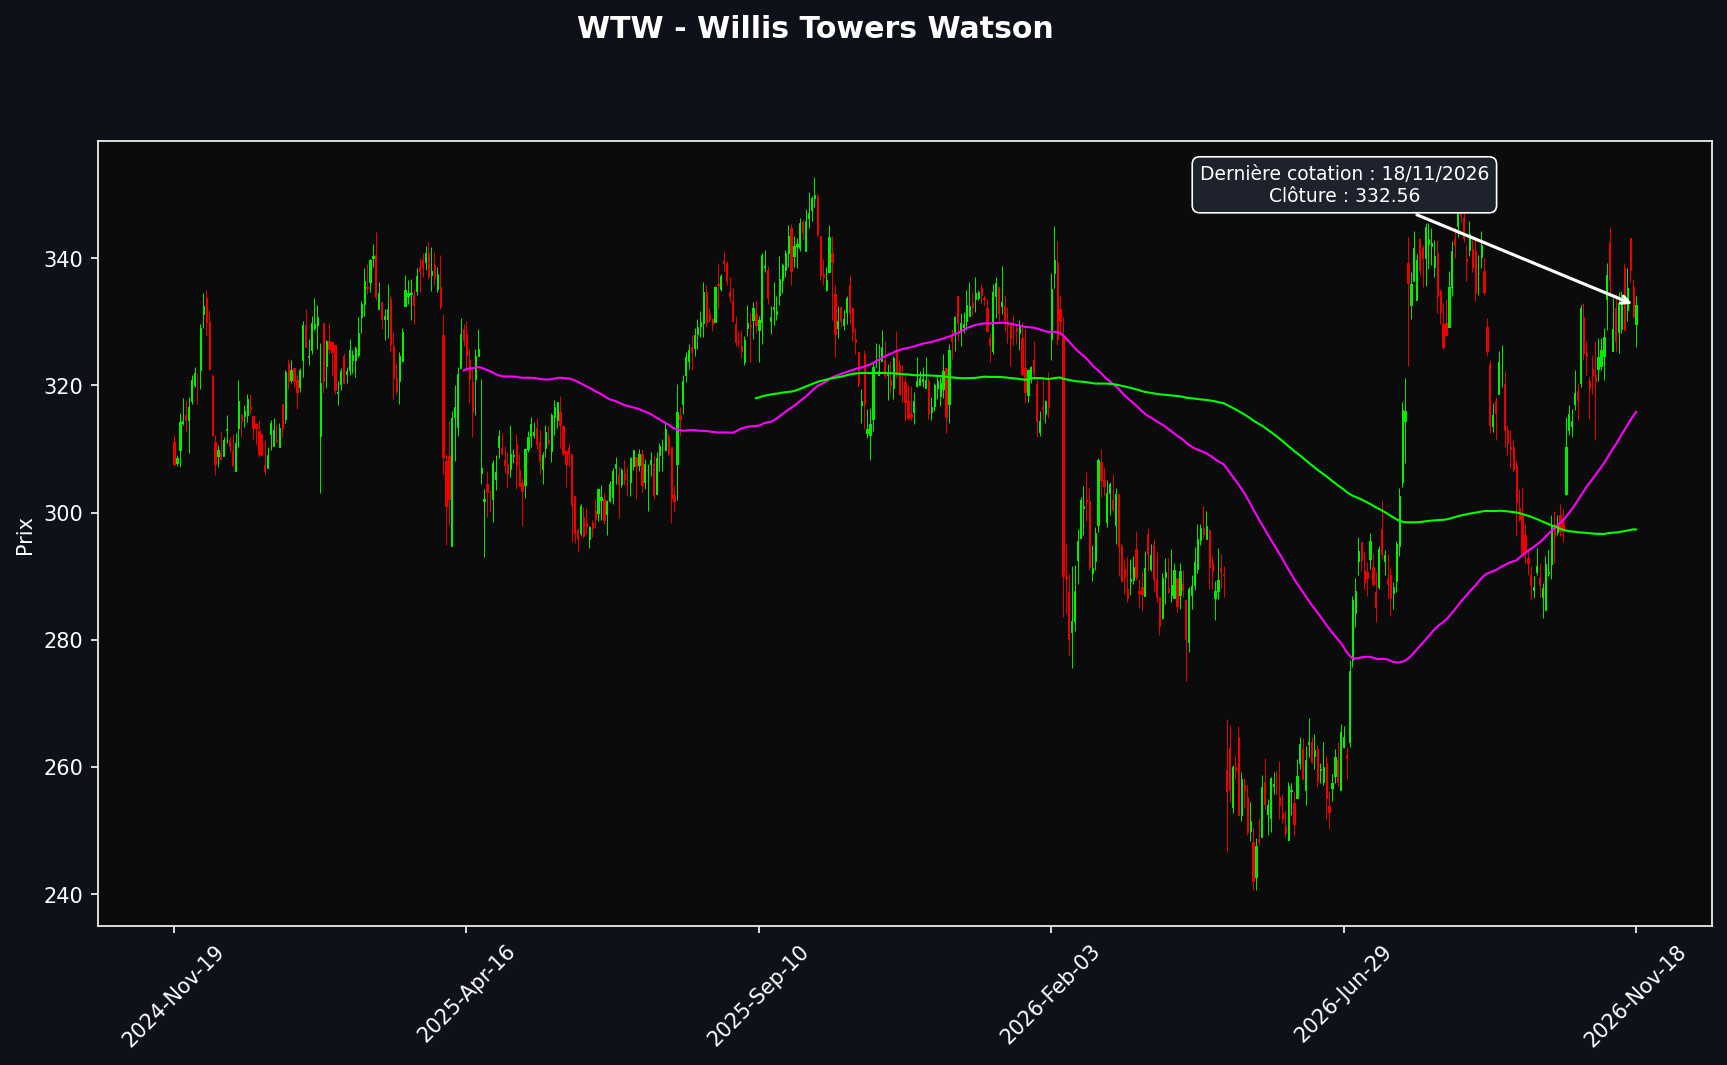 WTW - Willis Towers Watson
Dernière cotation : 18/11/2026
Clôture : 332.56
Prix
340
320
300
280
260
240
2024-Nov-19
2025-Apr-16
2025-Sep-10
2026-Feb-03
2026-Jun-29
2026-Nov-18